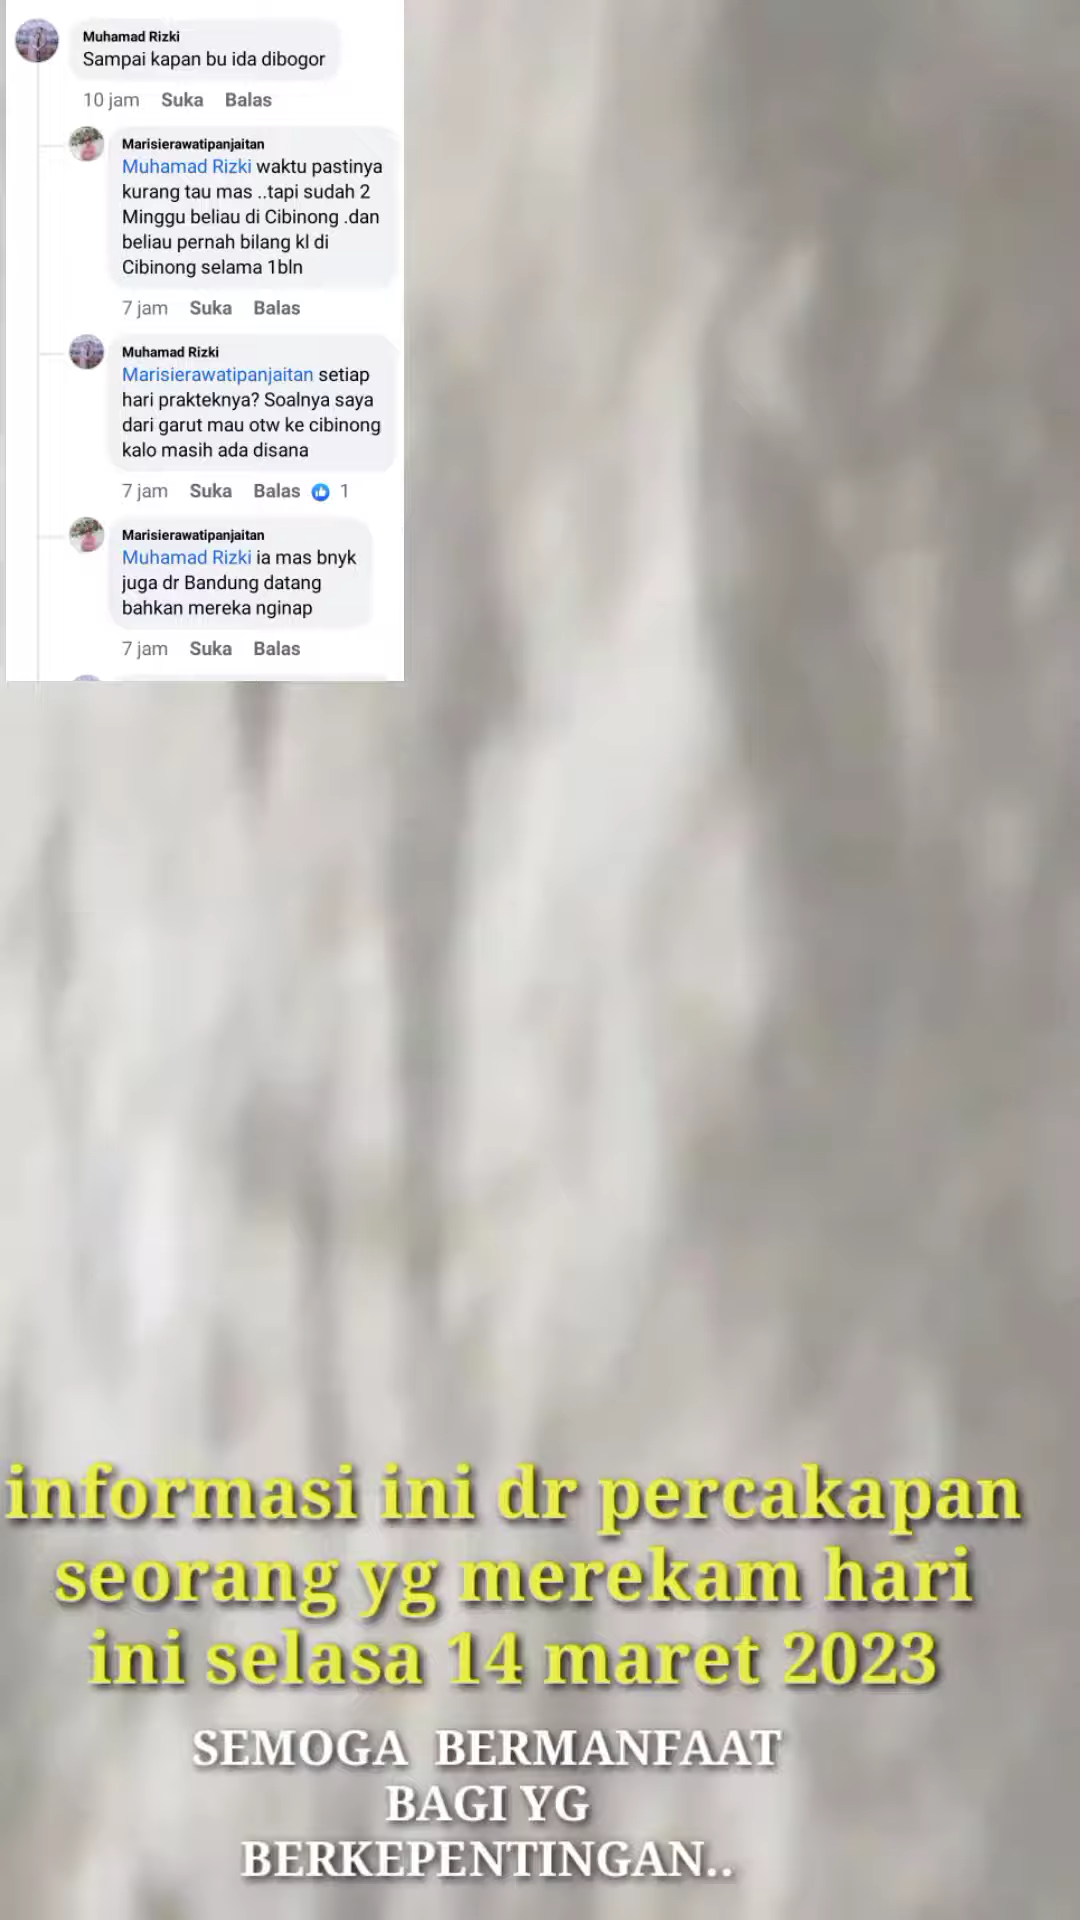 Muhamad Rizki
Sampai kapan bu ida dibogor
10 jam Suka Balas
Marisierawatipanjaitan
Muhamad Rizki waktu pastinya
kurang tau mas ..tapi sudah 2
Minggu beliau di Cibinong .dan
beliau pernah bilang kl di
Cibinong selama 1bln
7 jam Suka Balas
Muhamad Rizki
Marisierawatipanjaitan setiap
hari prakteknya? Soalnya saya
dari garut mau otw ke cibinong
kalo masih ada disana
7 jam Suka Balas 1
Marisierawatipanjaitan
Muhamad Rizki ia mas bnyk
juga dr Bandung datang
bahkan mereka nginap
7 jam Suka Balas
informasi ini dr percakapan
seorang yg merekam hari
ini selasa 14 maret 2023
SEMOGA BERMANFAAT
BAGI YG
BERKEPENTINGAN..